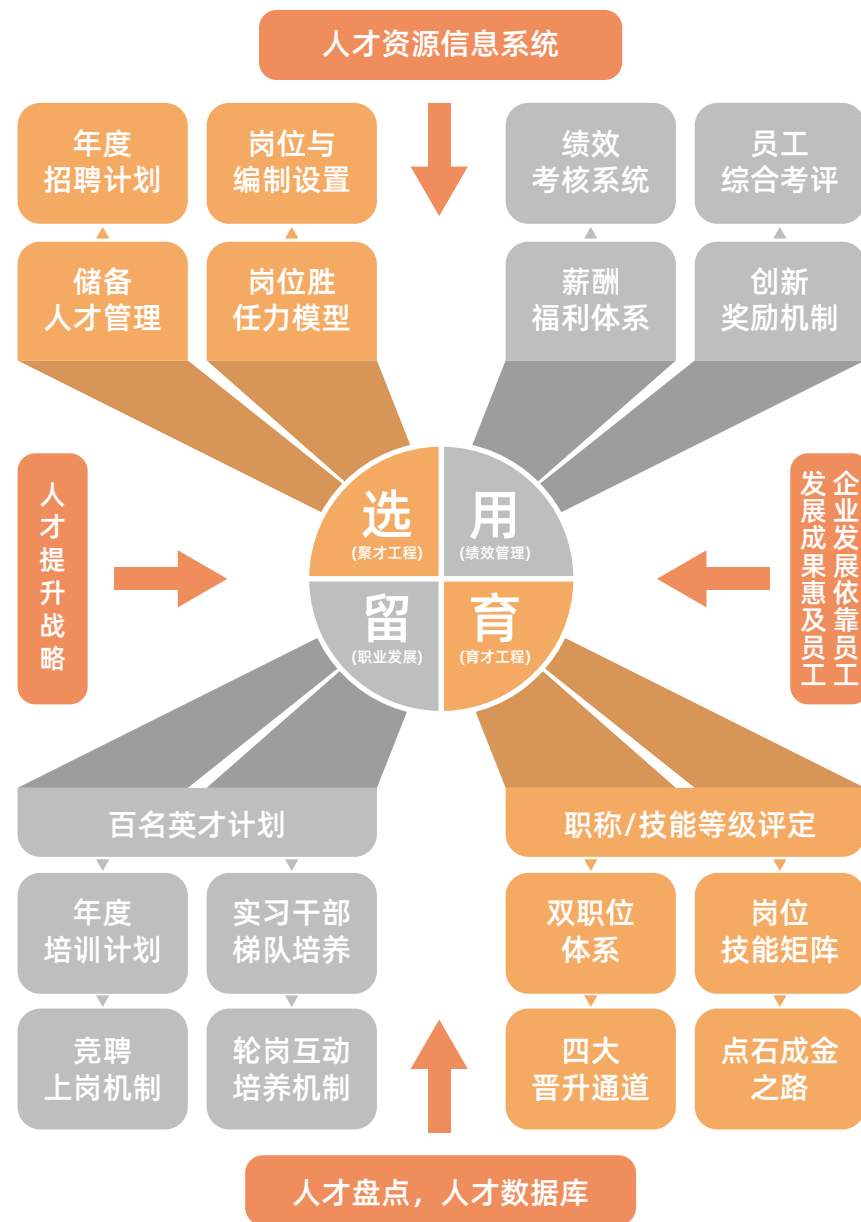 人才资源信息系统
年度
招聘计划
岗位与
编制设置
绩效
考核系统
员工
综合考评
储备
人才管理
岗位胜
任力模型
薪酬
福利体系
创新
奖励机制
人才提升战略
选
(聚才工程)
用
(绩效管理)
留
(职业发展)
育
(育才工程)
企业发展依靠员工
发展成果惠及员工
百名英才计划
职称/技能等级评定
年度
培训计划
实习干部
梯队培养
双职位
体系
岗位
技能矩阵
竞聘
上岗机制
轮岗互动
培养机制
四大
晋升通道
点石成金
之路
人才盘点，人才数据库